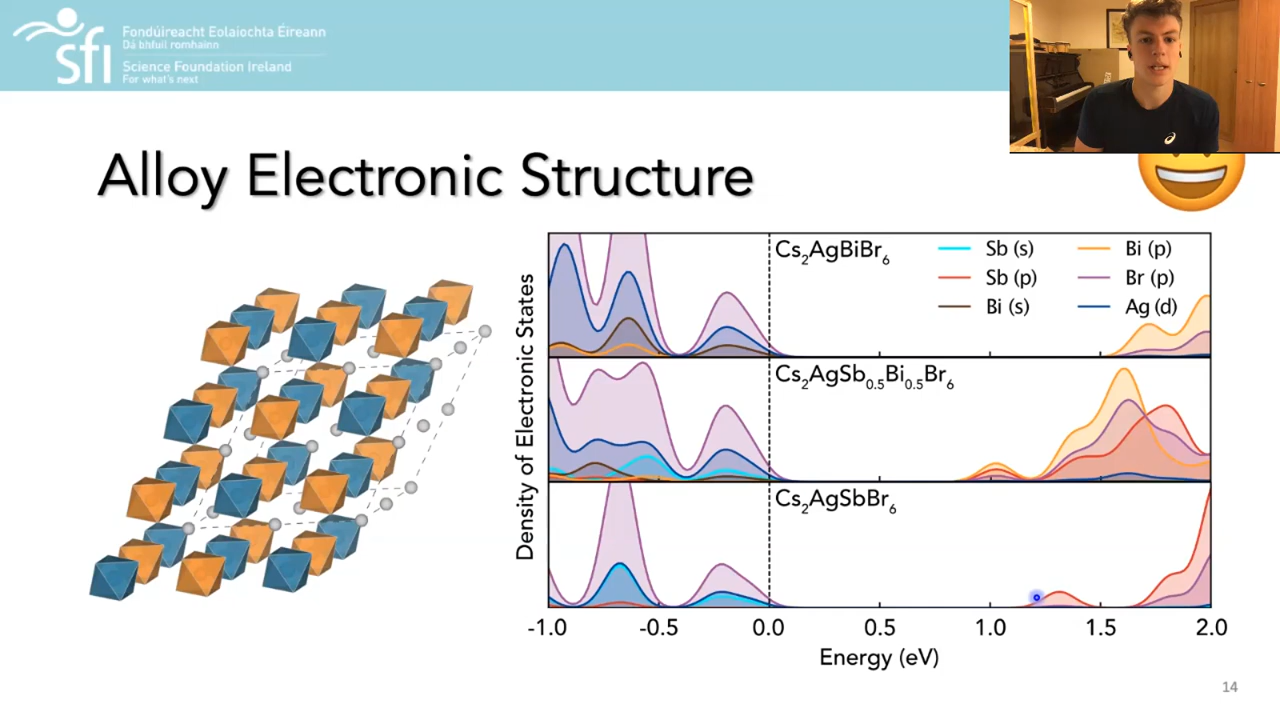 sfi
Fondúireacht Eolaíochta Éireann
Dá bhfuil romhainn
Science Foundation Ireland
For what's next
Alloy Electronic Structure
Density of Electronic States
Cs₂AgBiBr₆
Sb (s)
Bi (p)
Sb (p)
Br (p)
Bi (s)
Ag (d)
Cs₂AgSb₀.₅Bi₀.₅Br₆
Cs₂AgSbBr₆
-1.0 -0.5 0.0 0.5 1.0 1.5 2.0
Energy (eV)
14